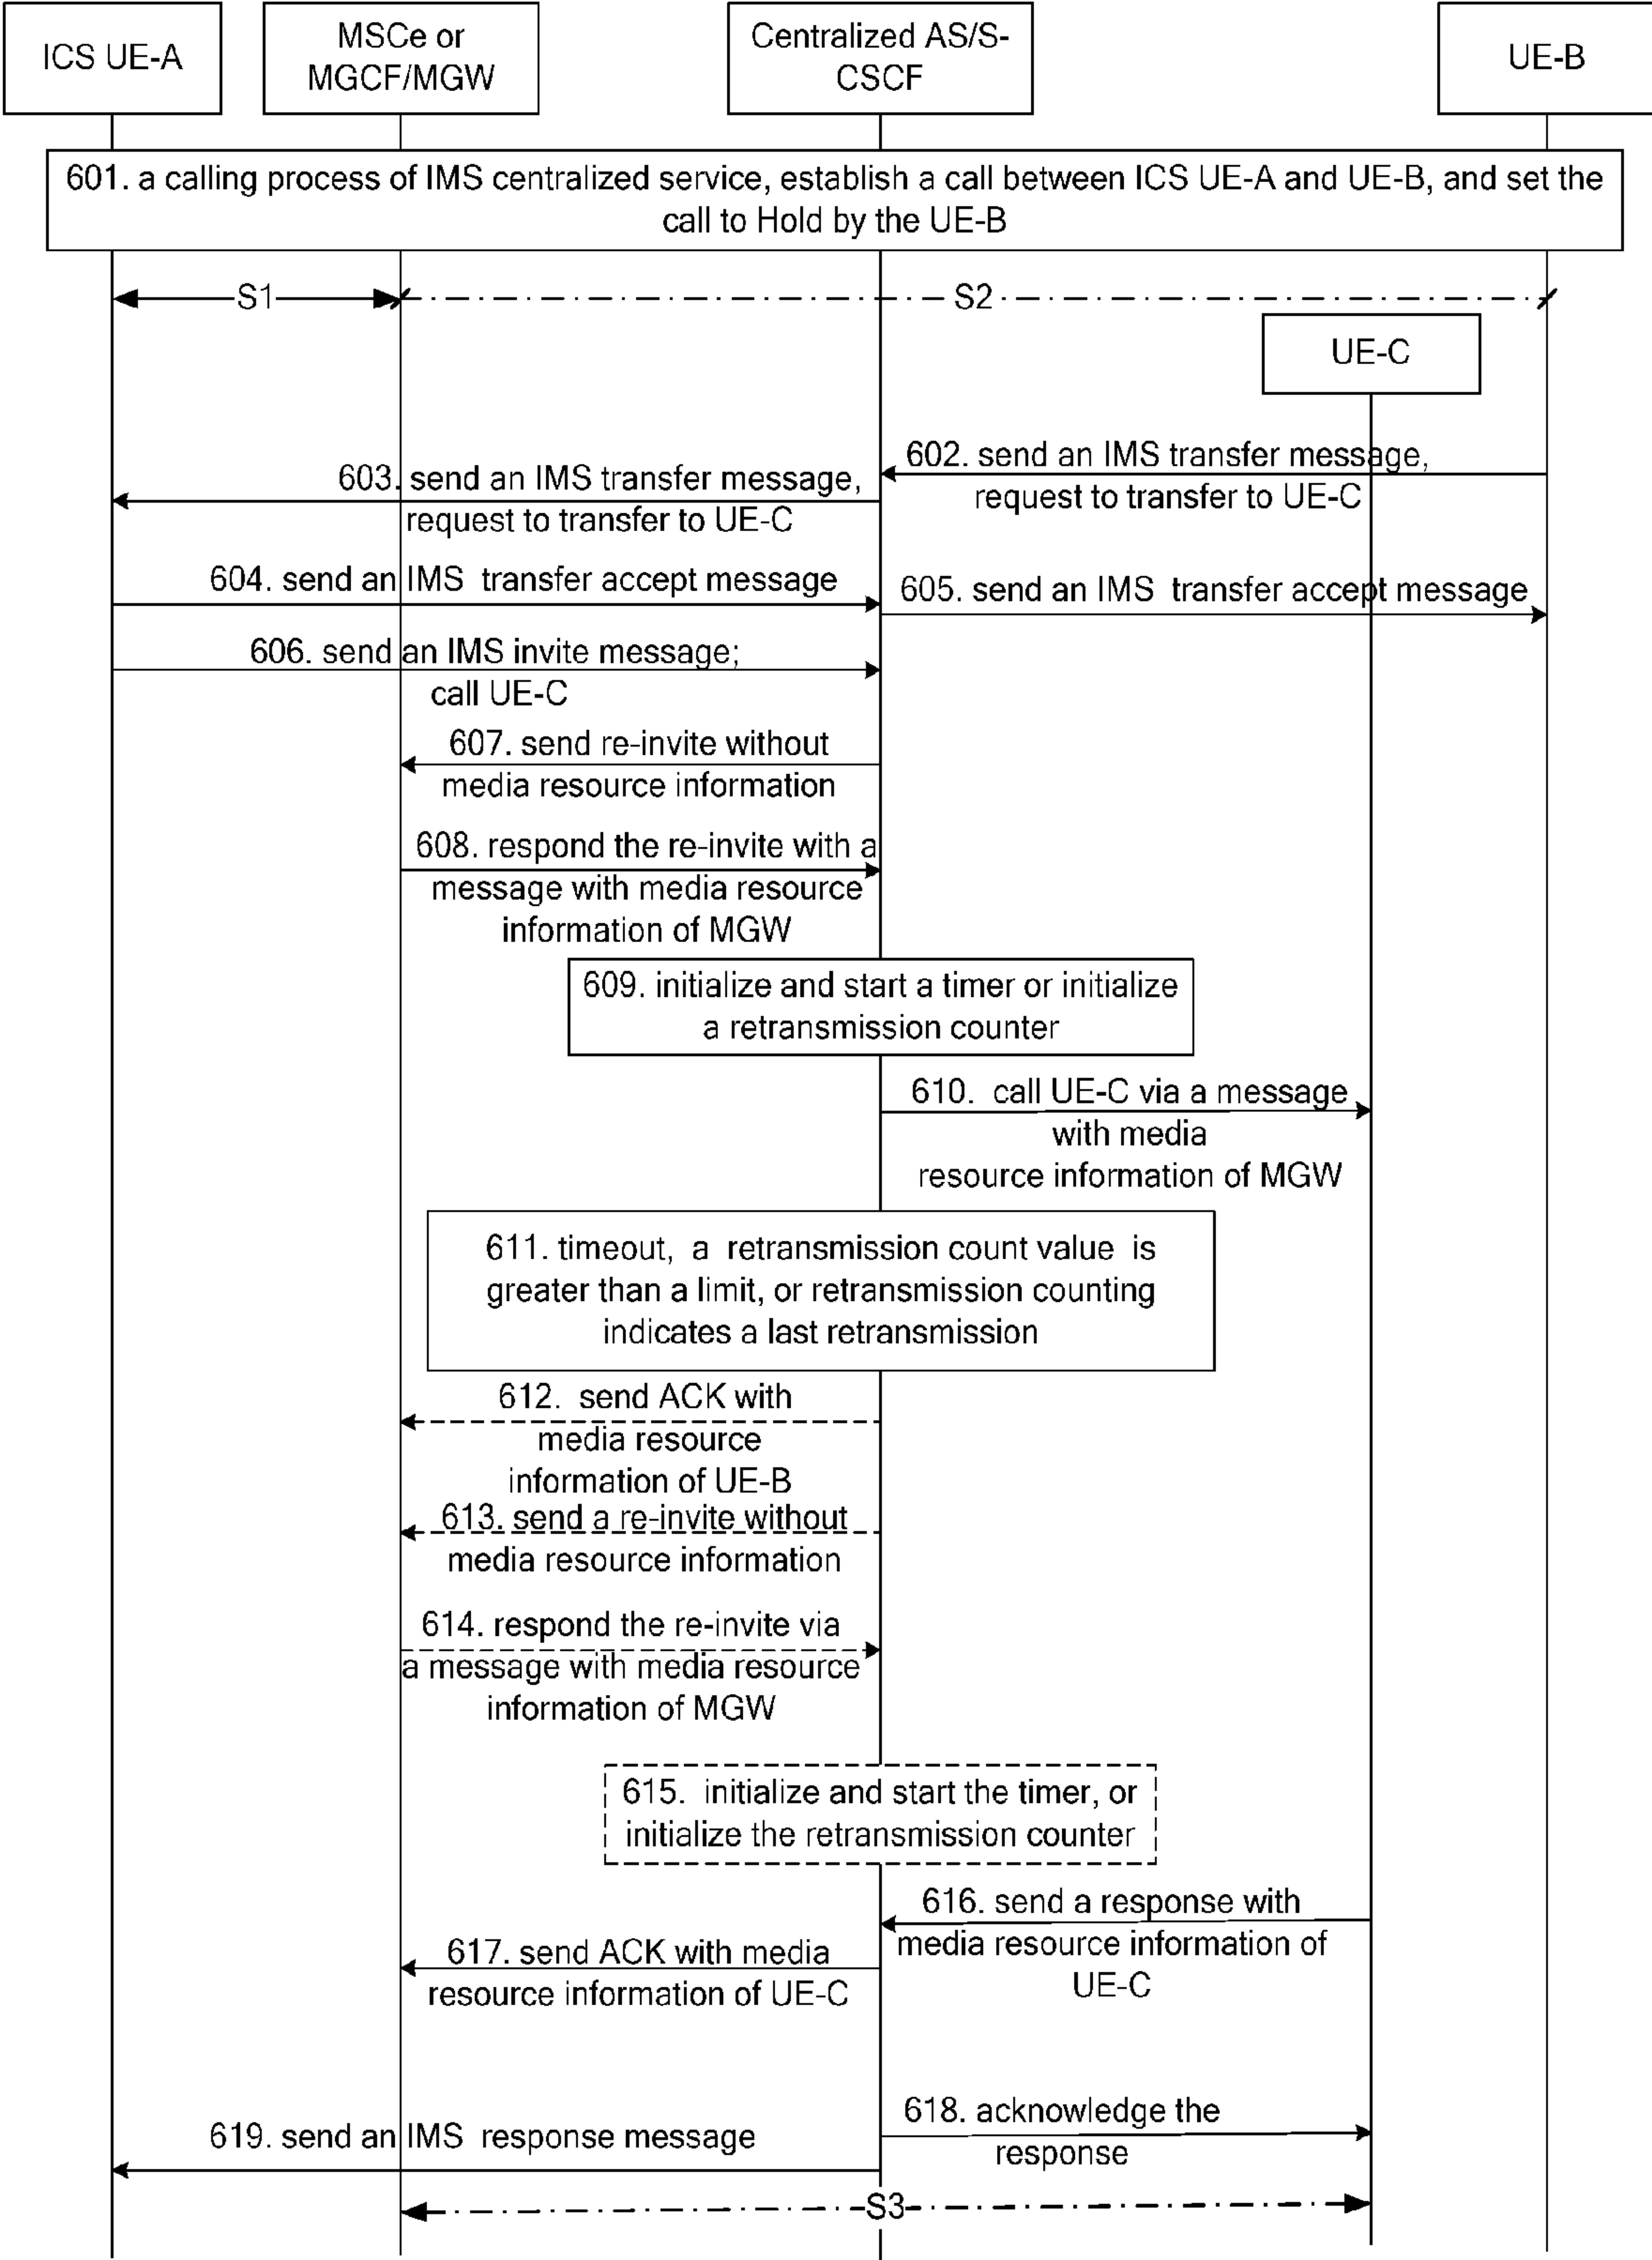 ICS UE-A
MSCe or
MGCF/MGW
Centralized AS/S-
CSCF
UE-B
601. a calling process of IMS centralized service, establish a call between ICS UE-A and UE-B, and set the
call to Hold by the UE-B
S1
S2
UE-C
602. send an IMS transfer message,
request to transfer to UE-C
603. send an IMS transfer message,
request to transfer to UE-C
604. send an IMS transfer accept message
605. send an IMS transfer accept message
606. send an IMS invite message;
call UE-C
607. send re-invite without
media resource information
608. respond the re-invite with a
message with media resource
information of MGW
609. initialize and start a timer or initialize
a retransmission counter
610. call UE-C via a message
with media
resource information of MGW
611. timeout, a retransmission count value is
greater than a limit, or retransmission counting
indicates a last retransmission
612. send ACK with
media resource
information of UE-B
613. send a re-invite without
media resource information
614. respond the re-invite via
a message with media resource
information of MGW
615. initialize and start the timer, or
initialize the retransmission counter
616. send a response with
media resource information of
UE-C
617. send ACK with media
resource information of UE-C
618. acknowledge the
response
619. send an IMS response message
S3